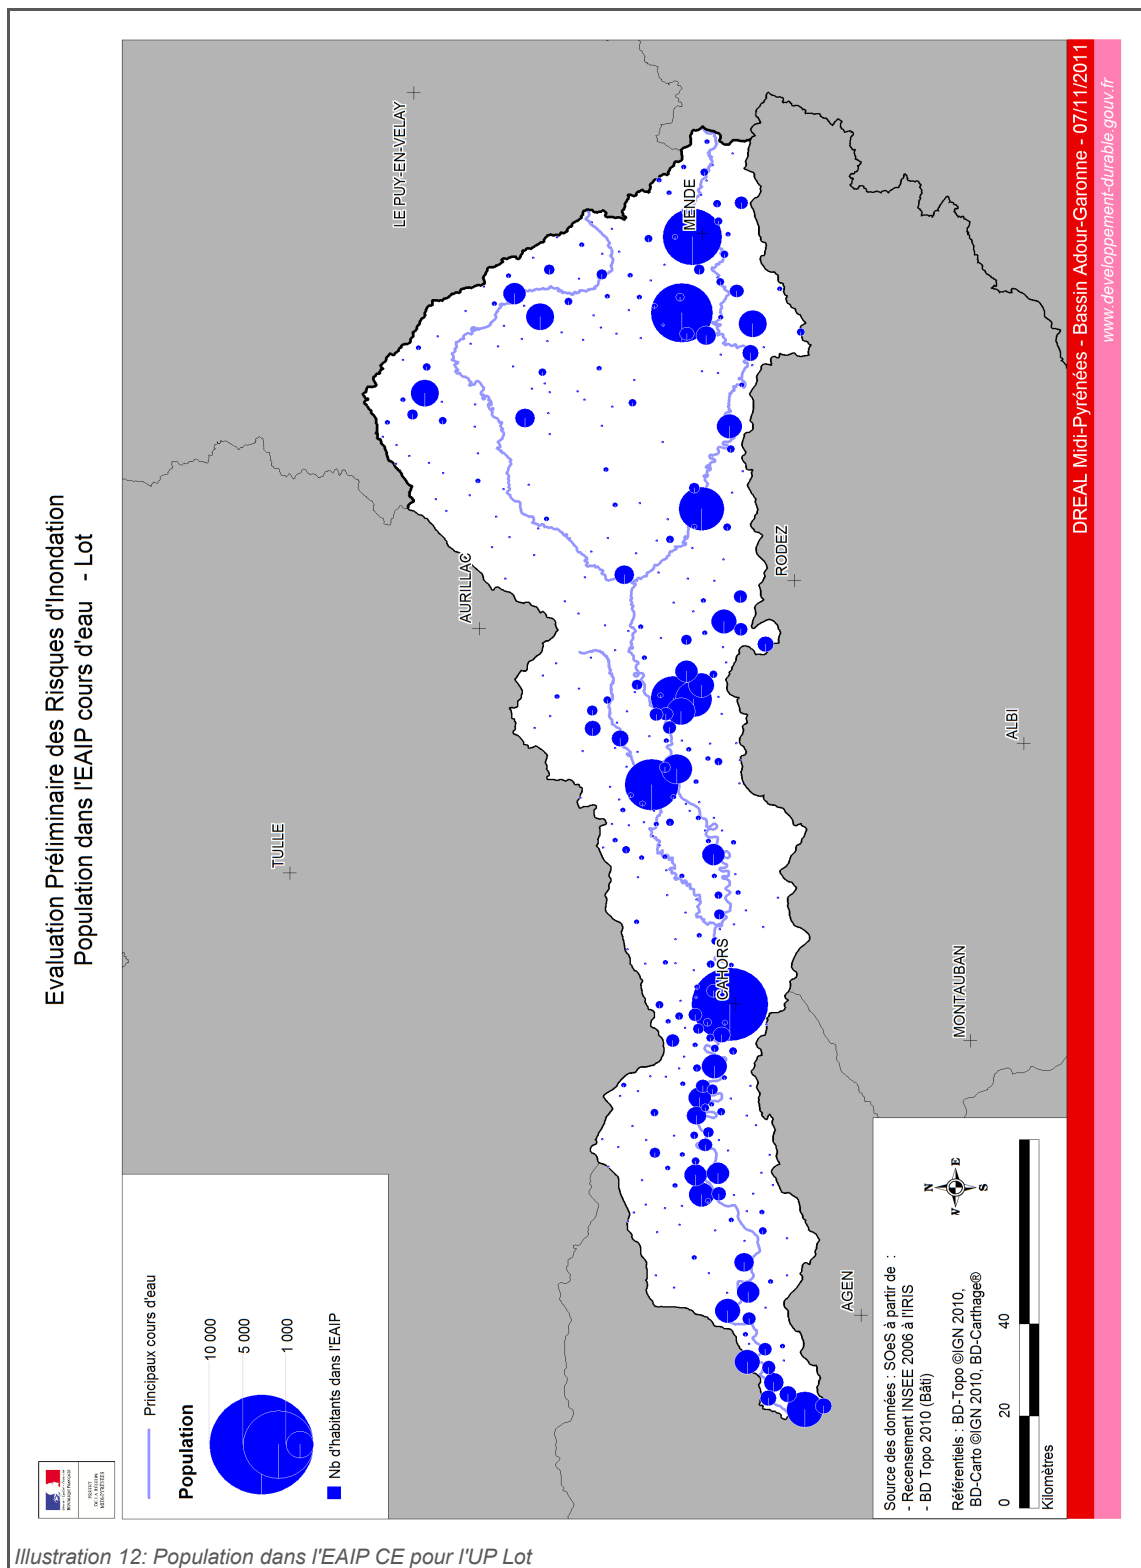 Evaluation Préliminaire des Risques d'Inondation
Population dans l'EAIP cours d'eau - Lot
Principaux cours d'eau
Population
10 000
5 000
1 000
Nb d'habitants dans l'EAIP
LE PUY-EN-VELAY
MENDE
AURILLAC
RODEZ
TULLE
ALBI
CAHORS
MONTAUBAN
AGEN
Source des données : SOeS à partir de :
- Recensement INSEE 2006 à l'IRIS
- BD Topo 2010 (Bâti)
Référentiels : BD-Topo ©IGN 2010,
BD-Carto ©IGN 2010, BD-Carthage®
N
W
E
S
0 20 40
Kilomètres
DREAL Midi-Pyrénées - Bassin Adour-Garonne - 07/11/2011
www.developpement-durable.gouv.fr
Illustration 12: Population dans l'EAIP CE pour l'UP Lot